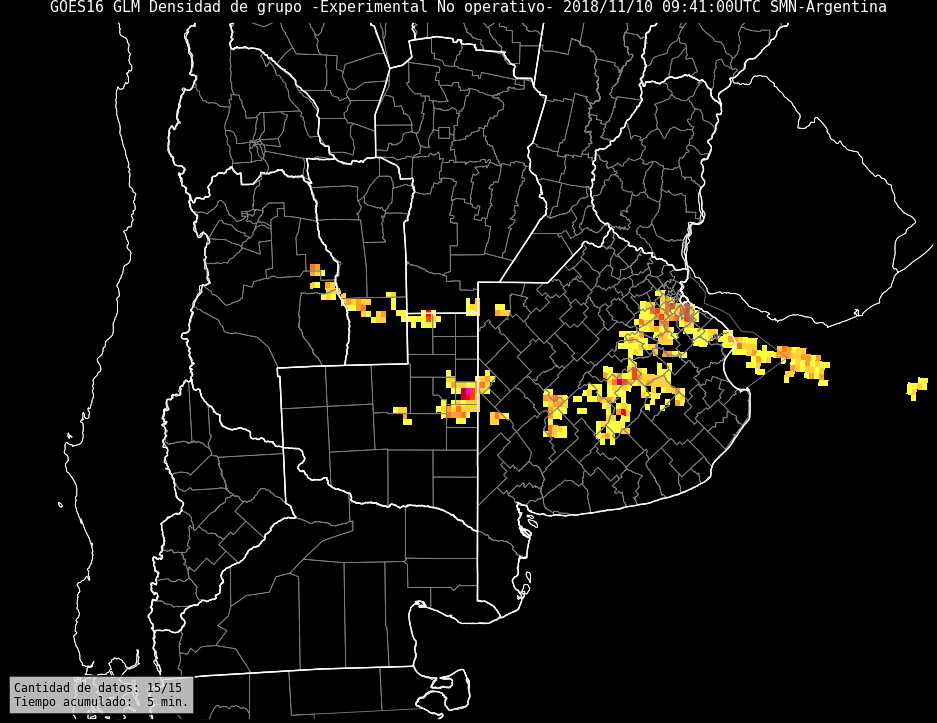 GOES16 GLM Densidad de grupo -Experimental No operativo- 2018/11/10 09:41:00UTC SMN-Argentina
Cantidad de datos: 15/15
Tiempo acumulado:  5 min.